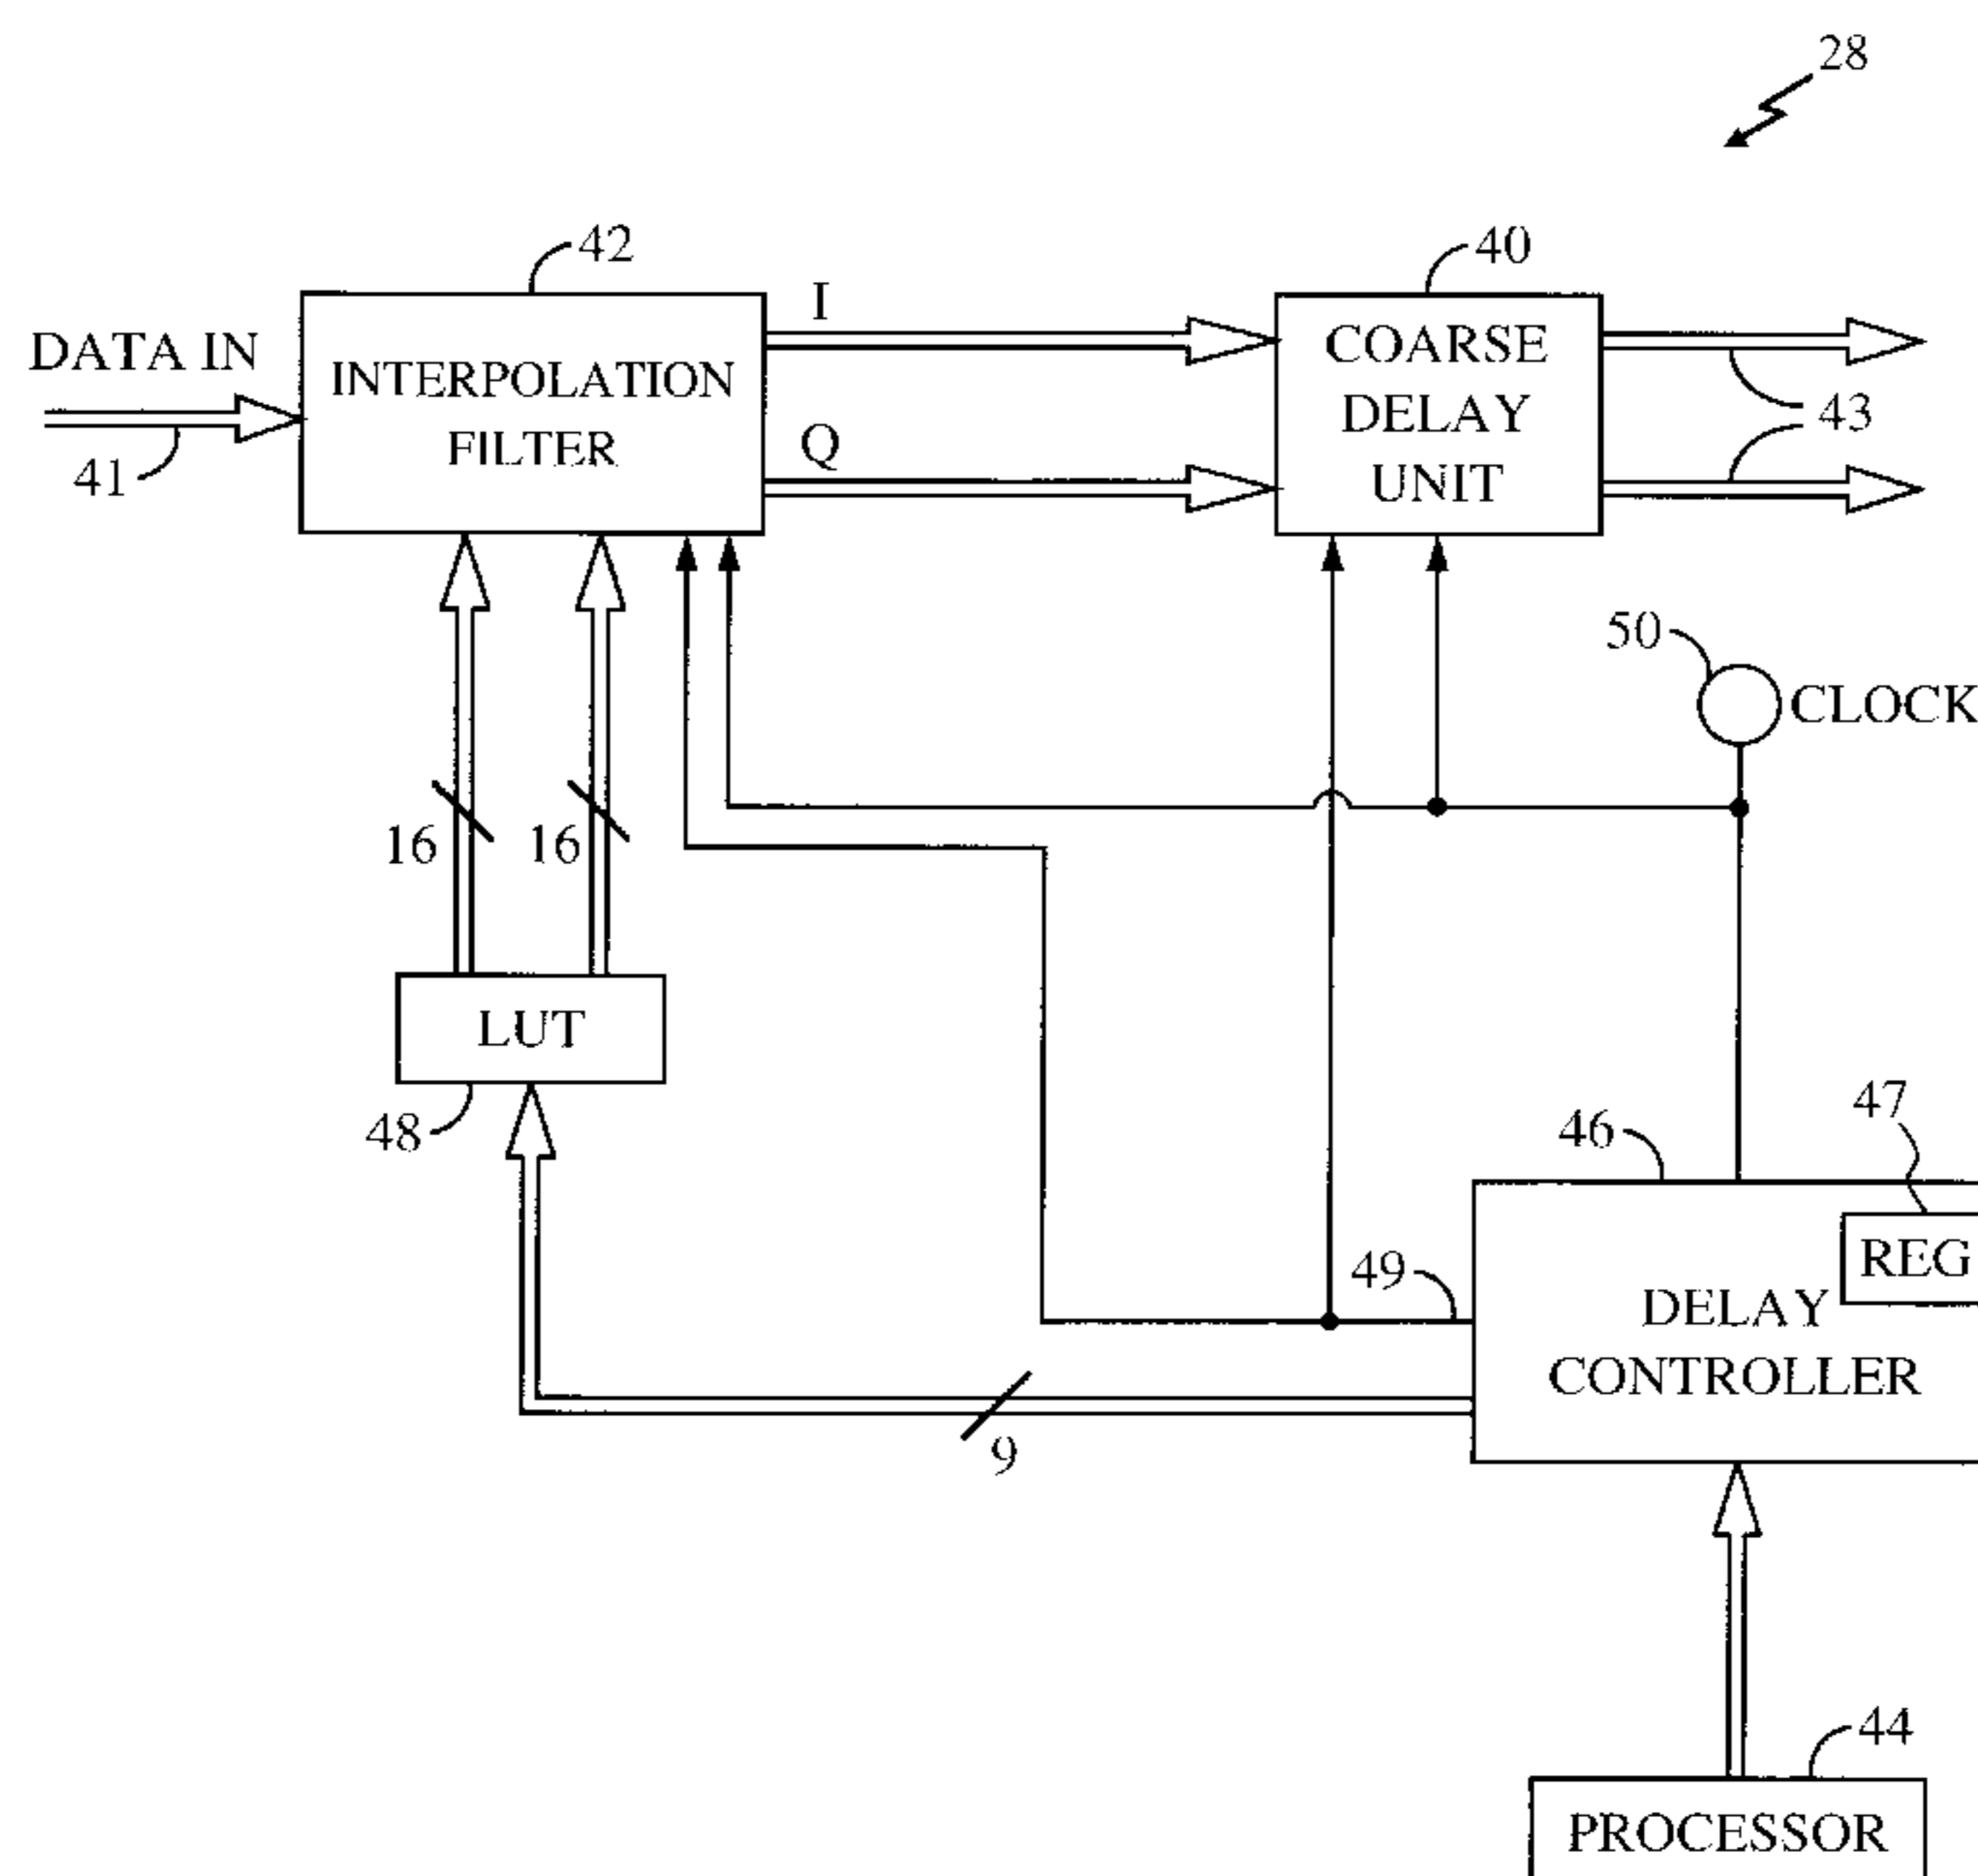 28
42
40
I
DATA IN
INTERPOLATION
FILTER
COARSE
DELAY
UNIT
43
41
Q
50
CLOCK
16
16
LUT
48
46
47
REG
49
DELAY
CONTROLLER
9
44
PROCESSOR